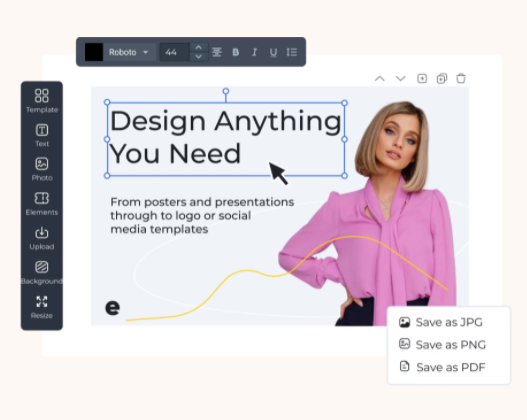 Roboto
44
B
I
U
Template
Text
Photo
Elements
Upload
Background
Resize
Design Anything
You Need
From posters and presentations
through to logo or social
media templates
e
Save as JPG
Save as PNG
Save as PDF